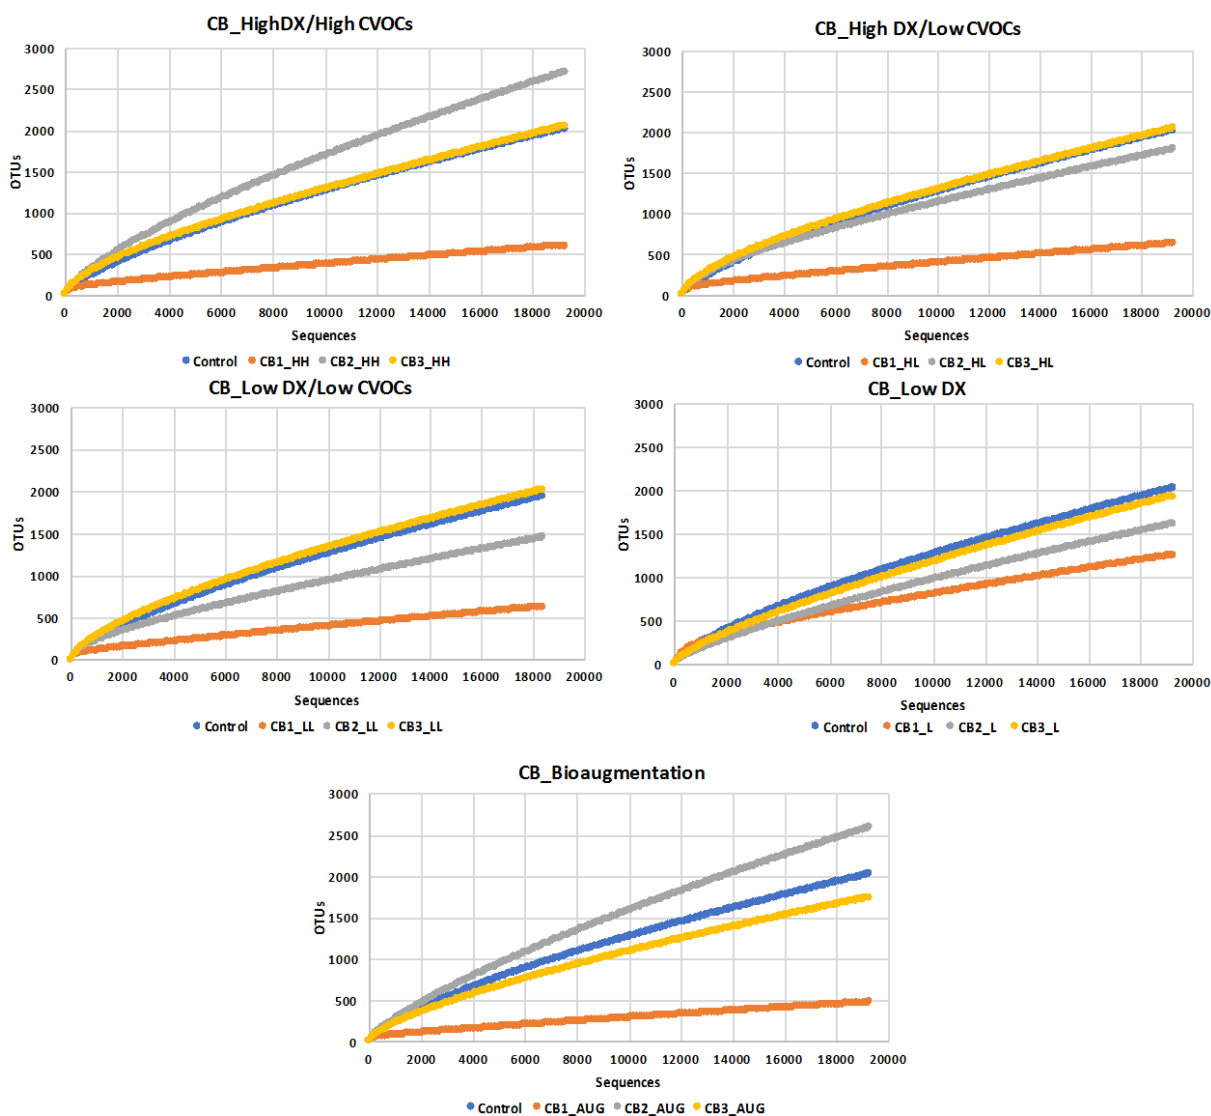 CB_HighDX/High CVOCs
3000
2500
2000
1500
1000
500
0
OTUs
0 2000 4000 6000 8000 10000 12000 14000 16000 18000 20000
Sequences
Control CB1_HH CB2_HH CB3_HH
CB_High DX/Low CVOCs
3000
2500
2000
1500
1000
500
0
OTUs
0 2000 4000 6000 8000 10000 12000 14000 16000 18000 20000
Sequences
Control CB1_HL CB2_HL CB3_HL
CB_Low DX/Low CVOCs
3000
2500
2000
1500
1000
500
0
OTUs
0 2000 4000 6000 8000 10000 12000 14000 16000 18000 20000
Sequences
Control CB1_LL CB2_LL CB3_LL
CB_Low DX
3000
2500
2000
1500
1000
500
0
OTUs
0 2000 4000 6000 8000 10000 12000 14000 16000 18000 20000
Sequences
Control CB1_L CB2_L CB3_L
CB_Bioaugmentation
3000
2500
2000
1500
1000
500
0
OTUs
0 2000 4000 6000 8000 10000 12000 14000 16000 18000 20000
Sequences
Control CB1_AUG CB2_AUG CB3_AUG